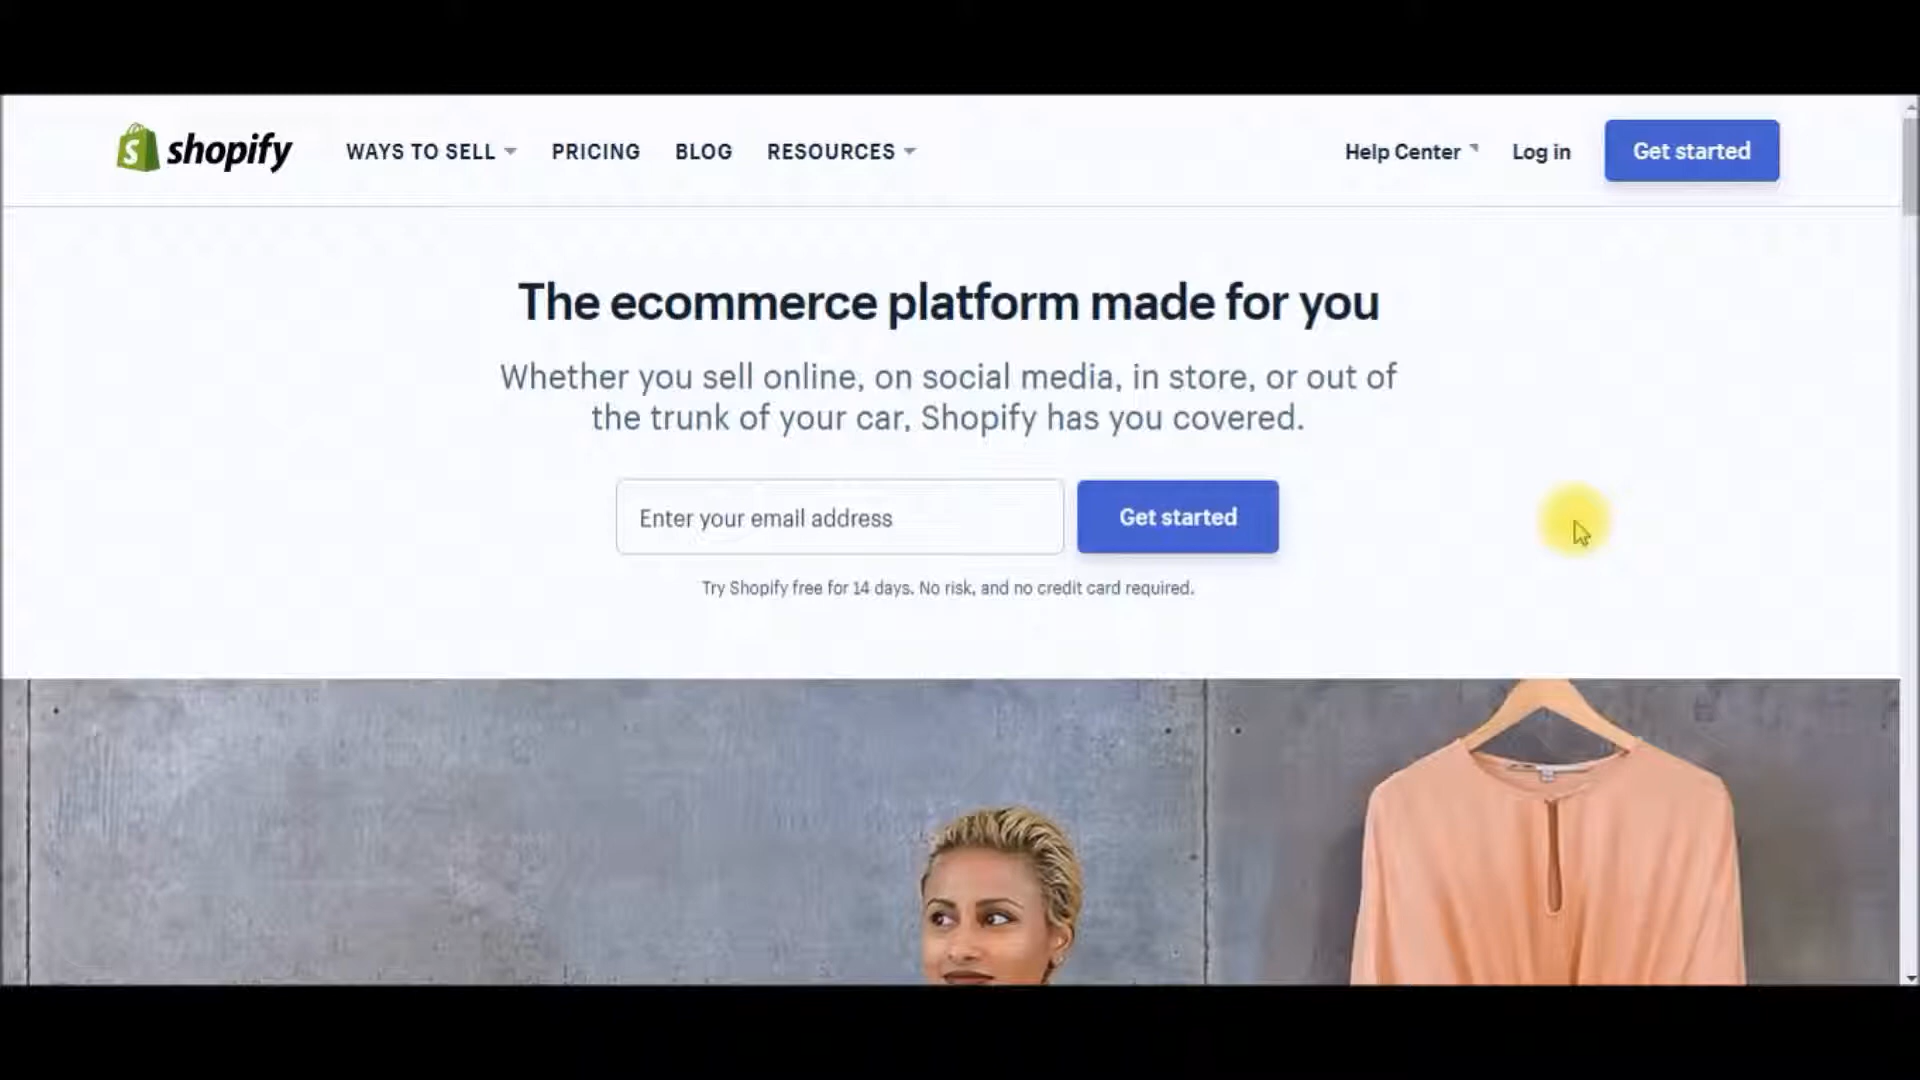 shopify
WAYS TO SELL
PRICING
BLOG
RESOURCES
Help Center
Log in
Get started
The ecommerce platform made for you
Whether you sell online, on social media, in store, or out of
the trunk of your car, Shopify has you covered.
Enter your email address
Get started
Try Shopify free for 14 days. No risk, and no credit card required.